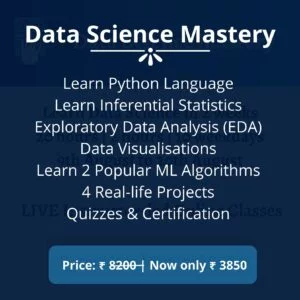 Data Science Mastery
Learn Python Language
Learn Inferential Statistics
Exploratory Data Analysis (EDA)
Data Visualisations
Learn 2 Popular ML Algorithms
4 Real-life Projects
Quizzes & Certification
Price: ₹ 8200 | Now only ₹ 3850